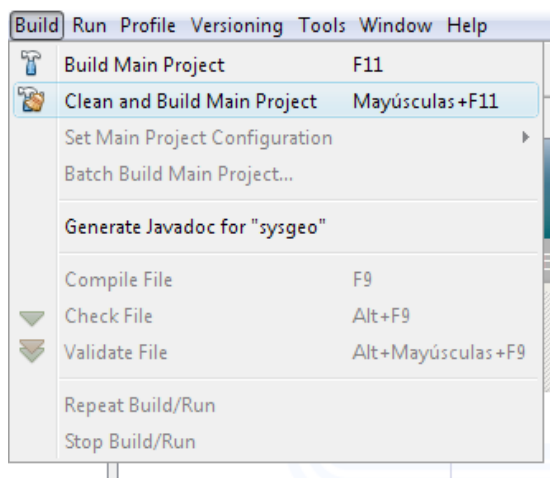 Build Run Profile Versioning Tools Window Help
Build Main Project F11
Clean and Build Main Project Mayúsculas+F11
Set Main Project Configuration
Batch Build Main Project...
Generate Javadoc for "sysgeo"
Compile File F9
Check File Alt+F9
Validate File Alt+Mayúsculas+F9
Repeat Build/Run
Stop Build/Run